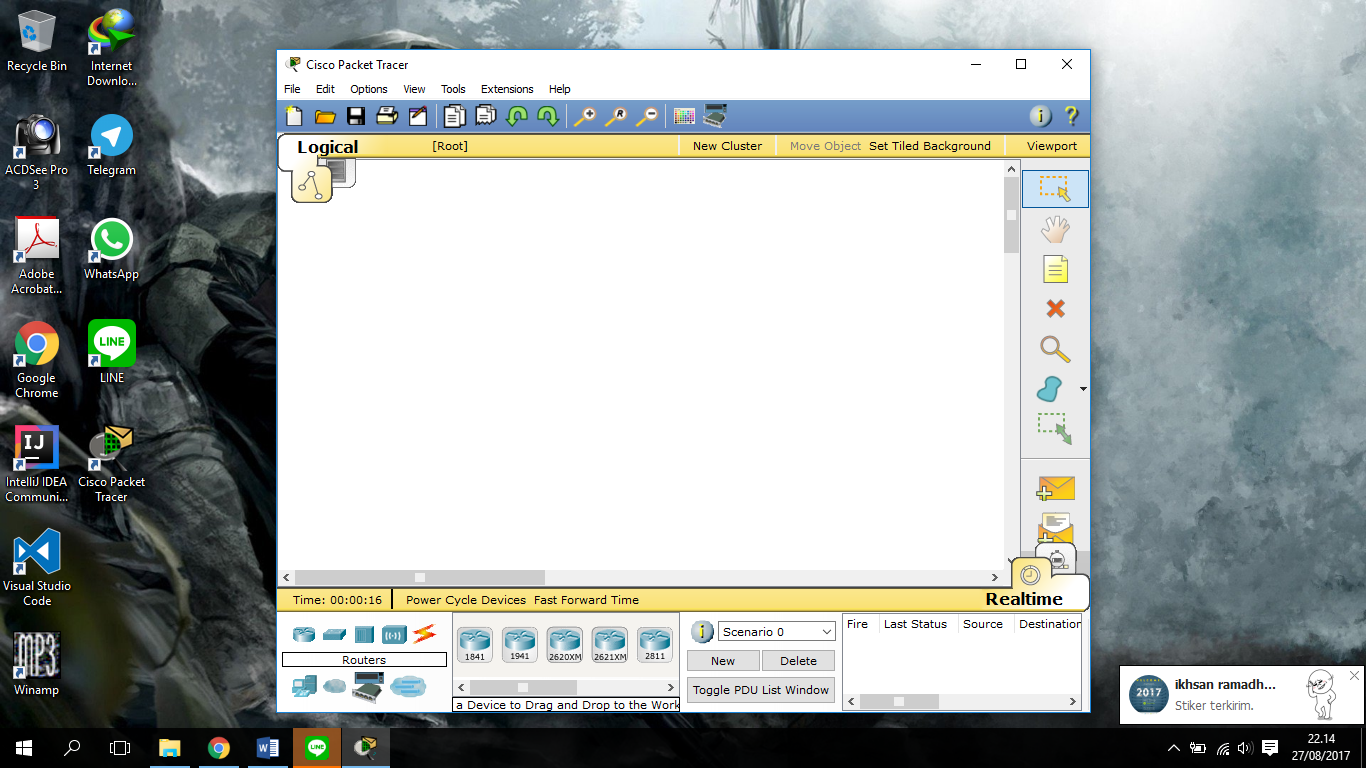 Recycle Bin
Internet
Downlo...
ACDSee Pro
3
Telegram
Adobe
Acrobat...
WhatsApp
Google
Chrome
LINE
LINE
IntelliJ IDEA
Communi...
IJ
Cisco Packet
Tracer
Visual Studio
Code
MP3
Winamp
Cisco Packet Tracer
File Edit Options View Tools Extensions Help
Logical [Root] New Cluster Move Object Set Tiled Background Viewport
Time: 00:00:16 Power Cycle Devices Fast Forward Time Realtime
Routers
1841 1941 2620XM 2621XM 2811
a Device to Drag and Drop to the Work
Scenario 0
New Delete
Toggle PDU List Window
Fire Last Status Source Destination
2017
ikhsan ramadh...
Stiker terkirim.
LINE
22.14
27/08/2017